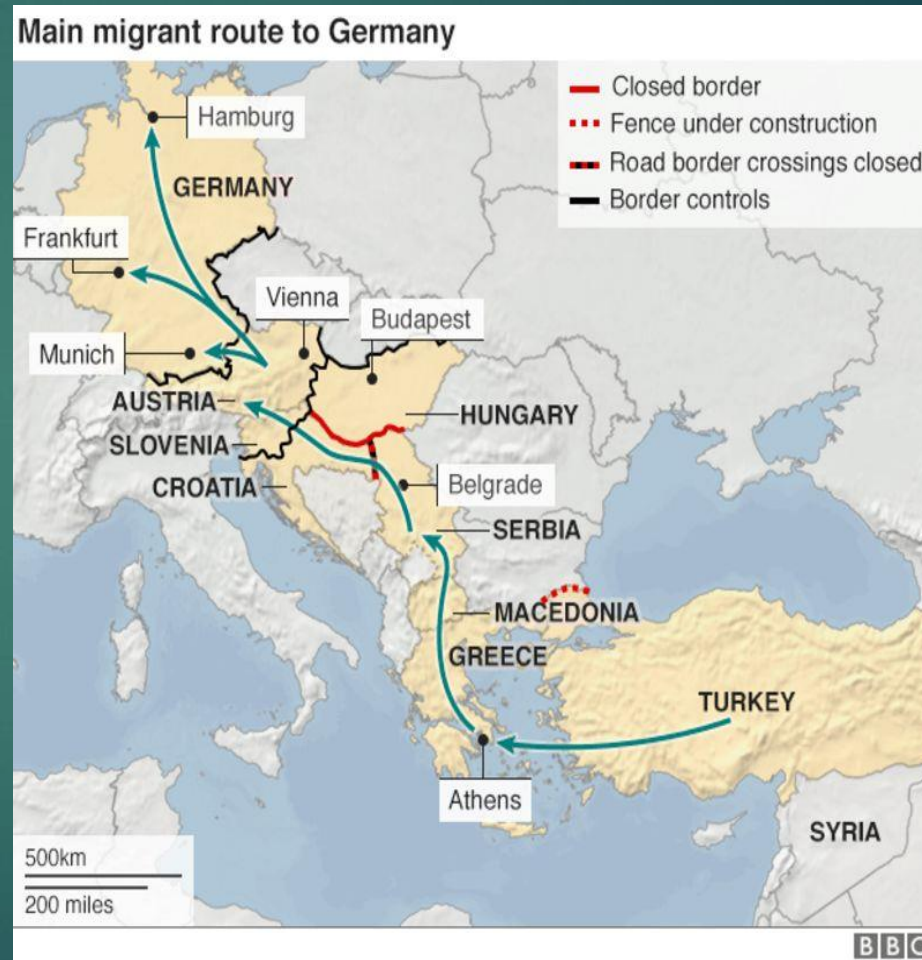 Main migrant route to Germany
Closed border
Fence under construction
Road border crossings closed
Border controls
Hamburg
GERMANY
Frankfurt
Vienna
Budapest
Munich
AUSTRIA
HUNGARY
SLOVENIA
CROATIA
Belgrade
SERBIA
MACEDONIA
GREECE
TURKEY
Athens
SYRIA
500km
200 miles
BBC